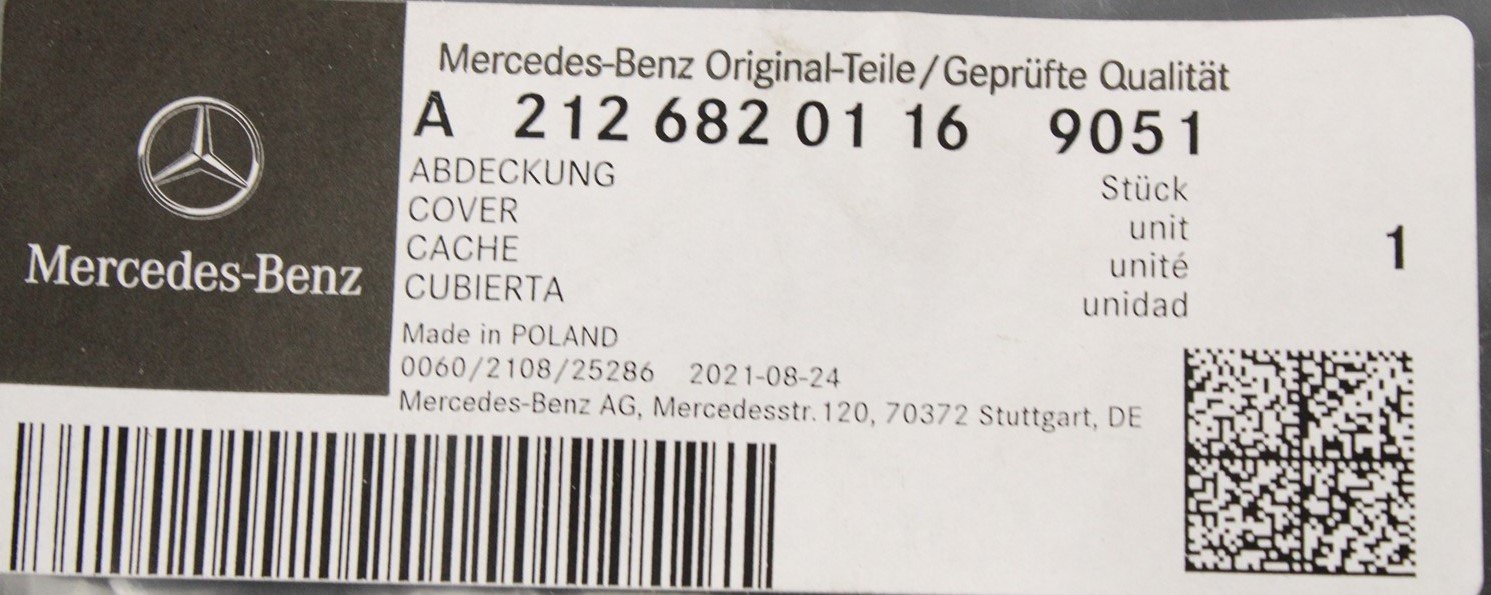 Mercedes-Benz
Mercedes-Benz Original-Teile/Geprüfte Qualität
A 212 682 01 16 9051
ABDECKUNG
COVER
CACHE
CUBIERTA
Stück
unit
unité
unidad
1
Made in POLAND
0060/2108/25286 2021-08-24
Mercedes-Benz AG, Mercedesstr. 120, 70372 Stuttgart, DE